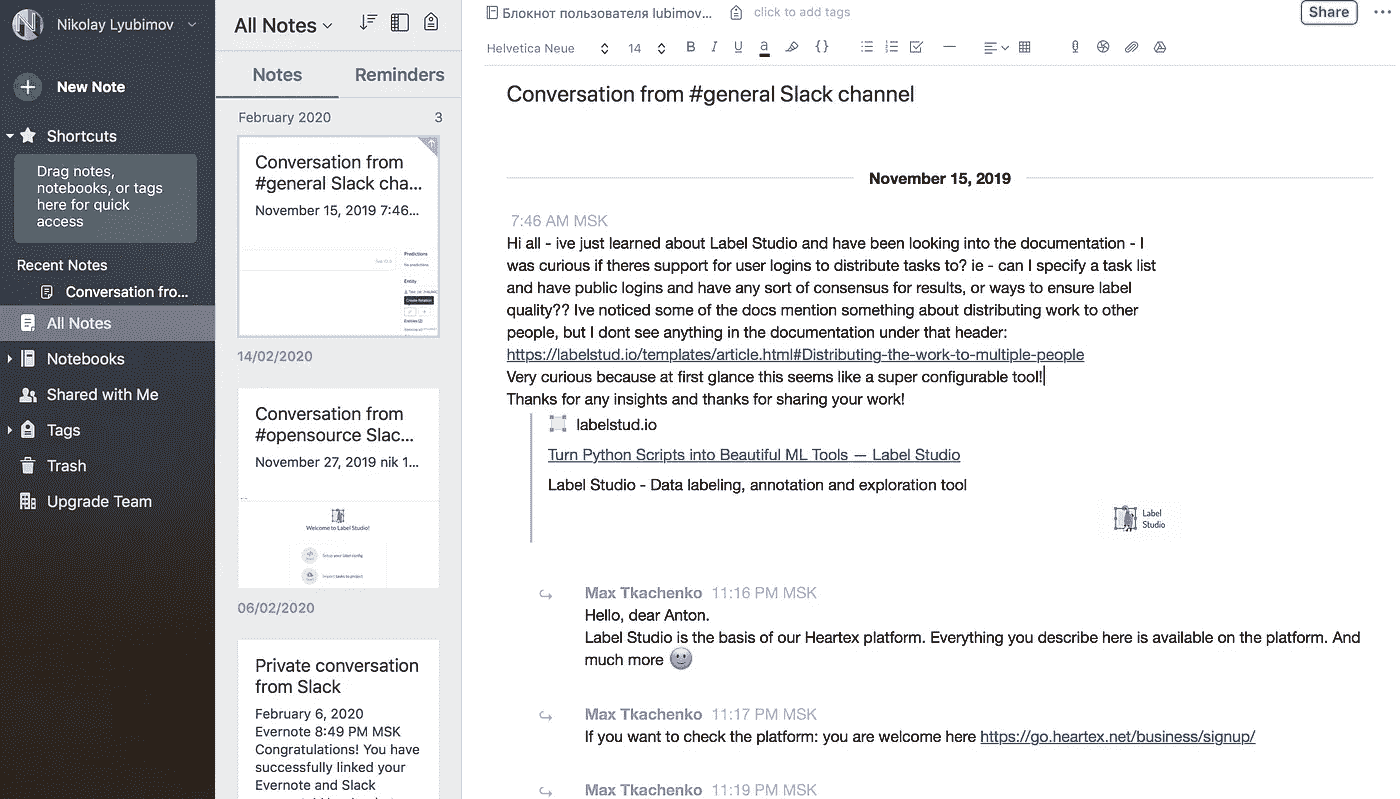 Nikolay Lyubimov
New Note
Shortcuts
Drag notes,
notebooks, or tags
here for quick
access
Recent Notes
Conversation fro...
All Notes
Notebooks
Shared with Me
Tags
Trash
Upgrade Team
All Notes
Notes Reminders
February 2020 3
Conversation from
#general Slack cha...
November 15, 2019 7:46...
Predictions
No predictions.
Entity
Create Relation
14/02/2020
Conversation from
#opensource Slac...
November 27, 2019 nik 1...
Welcome to Label Studio!
Setup your label config
Import tasks to project
06/02/2020
Private conversation
from Slack
February 6, 2020
Evernote 8:49 PM MSK
Congratulations! You have
successfully linked your
Evernote and Slack
Блокнот пользователя lubimov... click to add tags Share
Helvetica Neue 14 B I U a {}
Conversation from #general Slack channel
November 15, 2019
7:46 AM MSK
Hi all - ive just learned about Label Studio and have been looking into the documentation - I
was curious if theres support for user logins to distribute tasks to? ie - can I specify a task list
and have public logins and have any sort of consensus for results, or ways to ensure label
quality?? Ive noticed some of the docs mention something about distributing work to other
people, but I dont see anything in the documentation under that header:
https://labelstud.io/templates/article.html#Distributing-the-work-to-multiple-people
Very curious because at first glance this seems like a super configurable tool!
Thanks for any insights and thanks for sharing your work!
labelstud.io
Turn Python Scripts into Beautiful ML Tools — Label Studio
Label Studio - Data labeling, annotation and exploration tool
Label
Studio
Max Tkachenko 11:16 PM MSK
Hello, dear Anton.
Label Studio is the basis of our Heartex platform. Everything you describe here is available on the platform. And
much more
Max Tkachenko 11:17 PM MSK
If you want to check the platform: you are welcome here https://go.heartex.net/business/signup/
Max Tkachenko 11:19 PM MSK